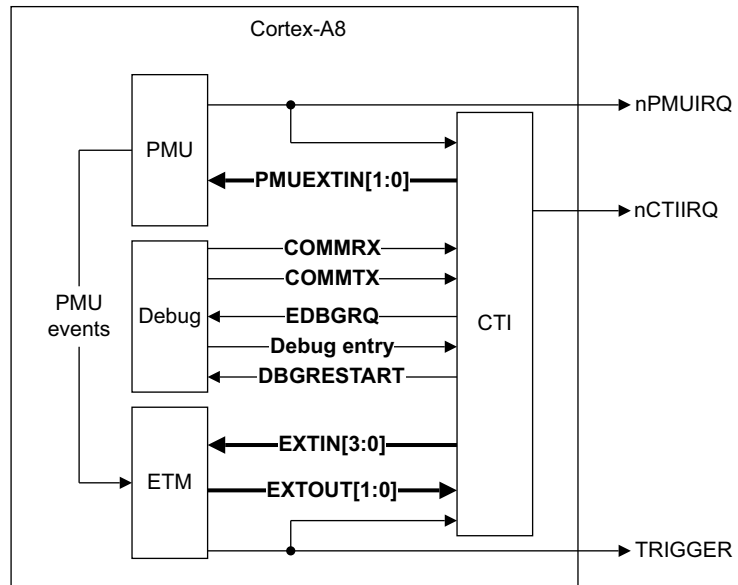 Cortex-A8
nPMUIRQ
PMU
PMUEXTIN[1:0]
nCTIIRQ
COMMRX
COMMTX
PMU
events
Debug
EDBGRQ
CTI
Debug entry
DBGRESTART
EXTIN[3:0]
ETM
EXTOUT[1:0]
TRIGGER